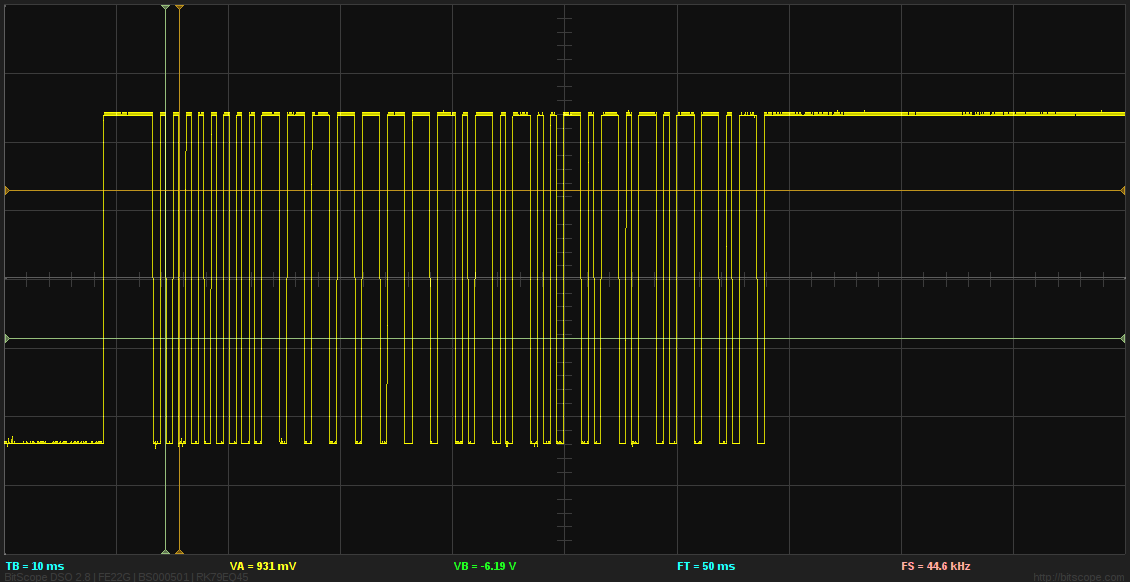 TB = 10 ms VA = 931 mV VB = -6.19 V FT = 50 ms FS = 44.6 kHz
BitScope DSO 2.8 | FE22G | BS000501 | PK79EQ45 http://bitscope.com